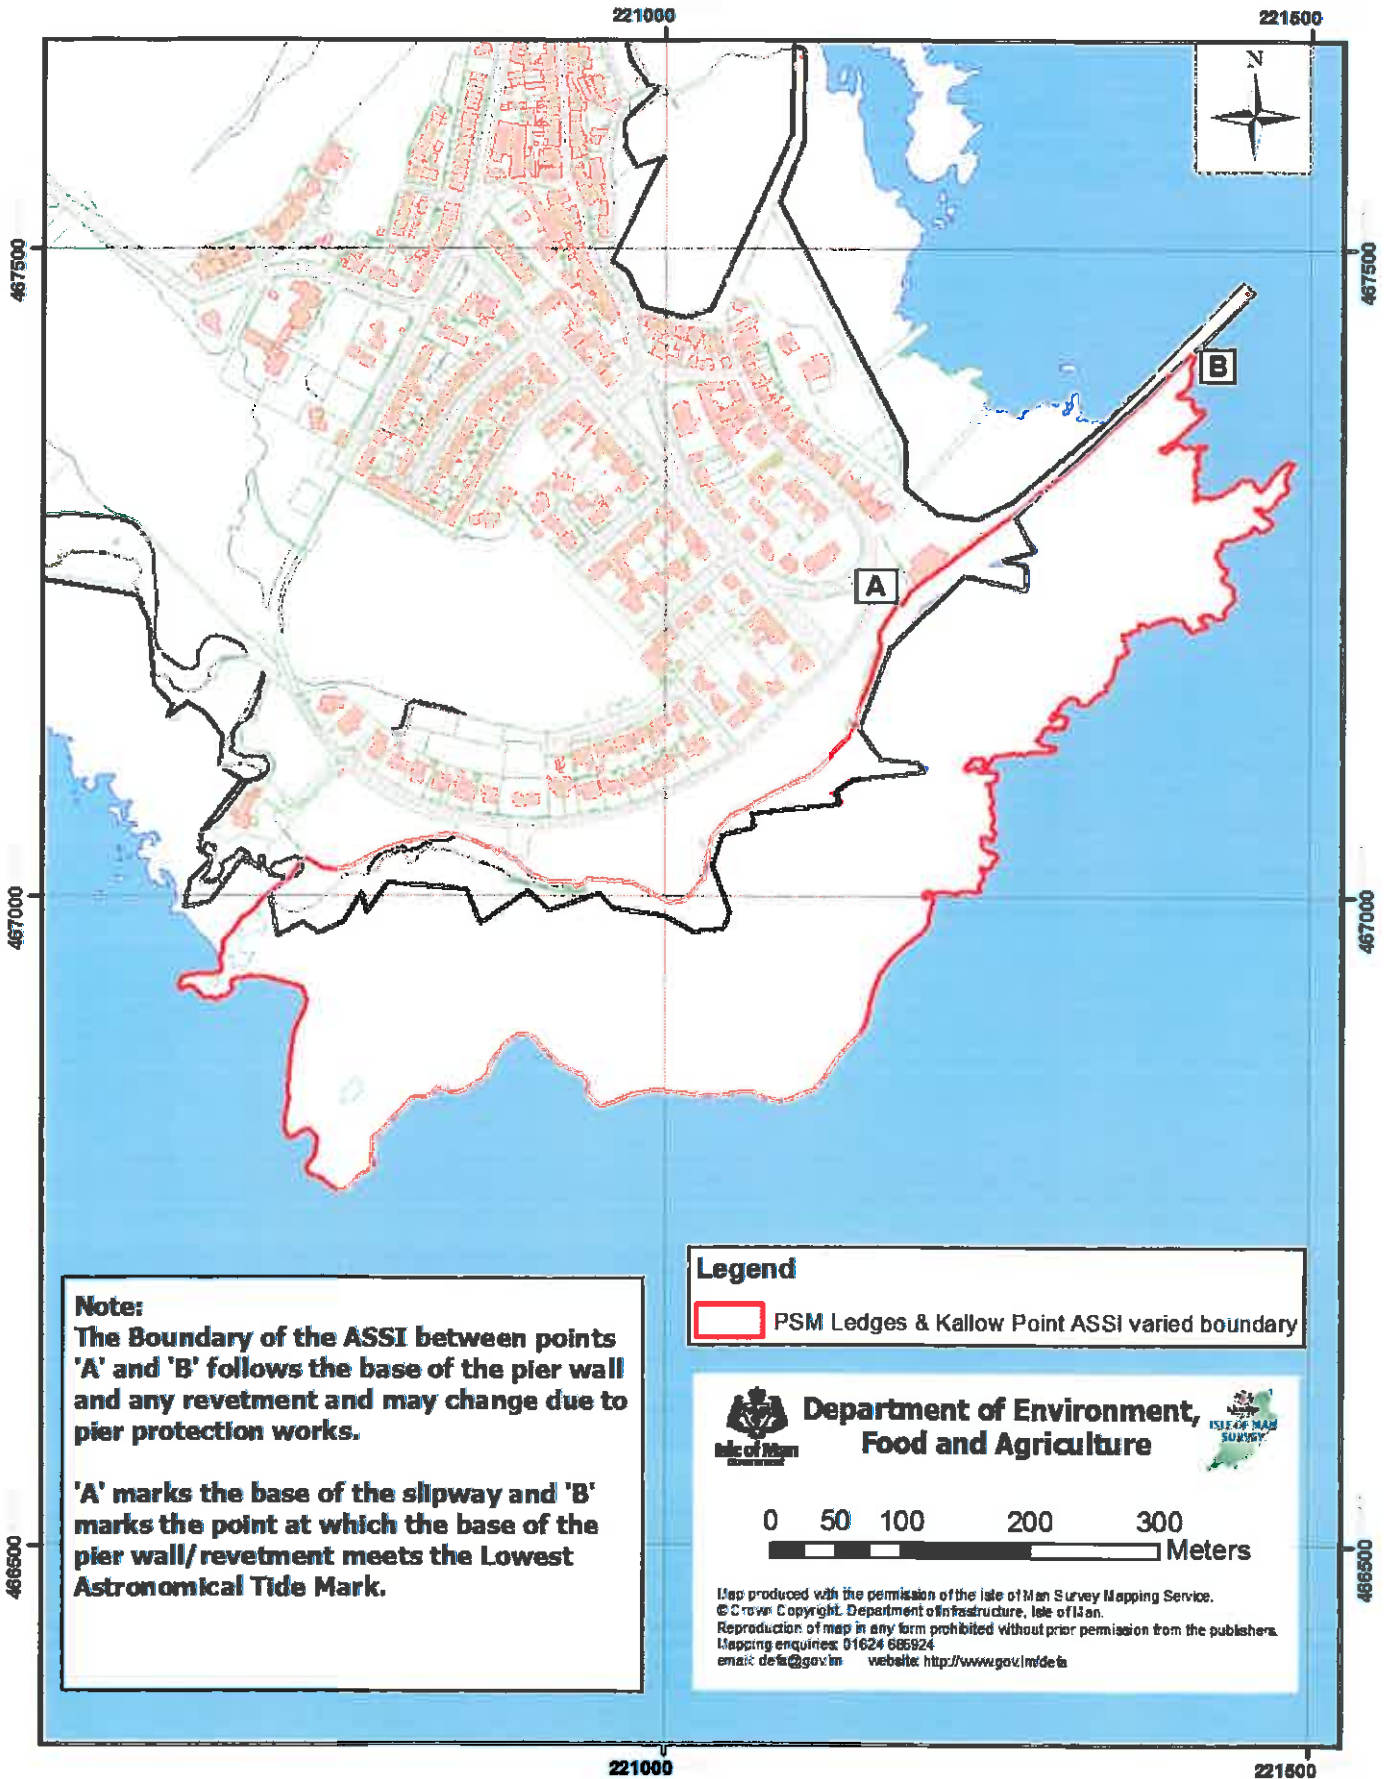 221000
221500
N
467500
467500
B
A
467000
467000
Legend
PSM Ledges & Kallow Point ASSI varied boundary
Note:
The Boundary of the ASSI between points
'A' and 'B' follows the base of the pier wall
and any revetment and may change due to
pier protection works.
'A' marks the base of the slipway and 'B'
marks the point at which the base of the
pier wall/revetment meets the Lowest
Astronomical Tide Mark.
Isle of Man
Government
Department of Environment,
Food and Agriculture
ISLE OF MAN
SURVEY
0 50 100 200 300
Meters
Map produced with the permission of the Isle of Man Survey Mapping Service.
© Crown Copyright. Department of Infrastructure, Isle of Man.
Reproduction of map in any form prohibited without prior permission from the publishers.
Mapping enquiries: 01624 685924
email: defa@gov.im website: http://www.gov.im/defa
466500
466500
221000
221500